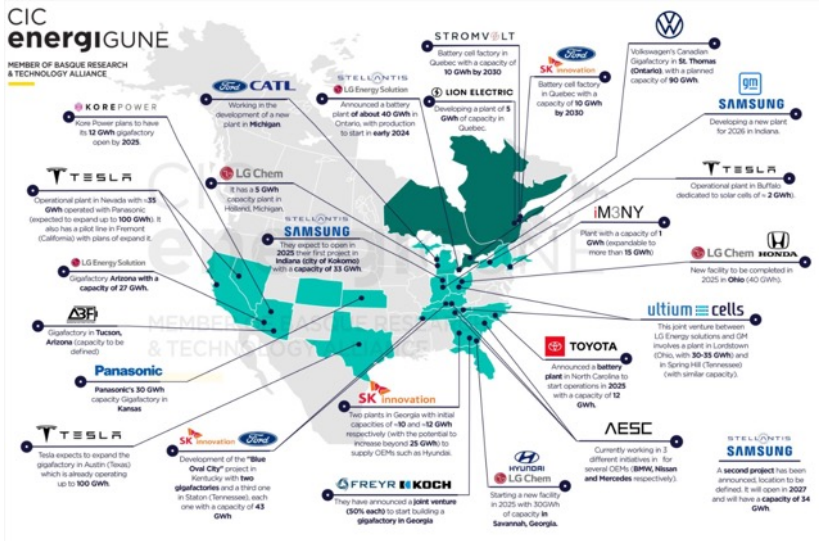 CIC
energiGUNE
MEMBER OF BASQUE RESEARCH
& TECHNOLOGY ALLIANCE
STROMVOLT
Battery cell factory in
Quebec with a capacity of
10 GWh by 2030
Ford
SK innovation
Battery cell factory
in Quebec with a
capacity of 10 GWh
by 2030
Volkswagen's Canadian
Gigafactory in St. Thomas
(Ontario), with a planned
capacity of 90 GWh.
gm
SAMSUNG
Developing a new plant
for 2026 in Indiana.
Ford CATL
Working in the
development of a new
plant in Michigan.
STELLANTIS
LG Energy Solution
Announced a battery
plant of about 40 GWh in
Ontario, with production
to start in early 2024
LION ELECTRIC
Developing a plant of 5
GWh of capacity in
Quebec.
KOREPOWER
Kore Power plans to have
its 12 GWh gigafactory
open by 2025.
TESLA
Operational plant in Nevada with ≈35
GWh operated with Panasonic
(expected to expand up to 100 GWh). It
also has a pilot line in Fremont
(California) with plans of expand it.
LG Chem
It has a 5 GWh
capacity plant in
Holland, Michigan.
STELLANTIS
SAMSUNG
They expect to open in
2025 their first project in
Indiana (city of Kokomo)
with a capacity of 33 GWh.
TESLA
Operational plant in Buffalo
dedicated to solar cells of ≈ 2 GWh).
iM3NY
Plant with a capacity of 1
GWh (expandable to
more than 15 GWh)
LG Chem HONDA
New facility to be completed in
2025 in Ohio (40 GWh).
LG Energy Solution
Gigafactory Arizona with a
capacity of 27 GWh.
ABF
Gigafactory in Tucson,
Arizona (capacity to be
defined)
Panasonic
Panasonic's 30 GWh
capacity Gigafactory in
Kansas
ultium cells
This joint venture between
LG Energy solutions and GM
involves a plant in Lordstown
(Ohio, with 30-35 GWh) and
in Spring Hill (Tennessee)
(with similar capacity).
TOYOTA
Announced a battery
plant in North Carolina to
start operations in 2025
with a capacity of 12
GWh.
TESLA
Tesla expects to expand the
gigafactory in Austin (Texas)
which is already operating
up to 100 GWh.
SK innovation Ford
Development of the "Blue
Oval City" project in
Kentucky with two
gigafactories and a third one
in Staton (Tennessee), each
one with a capacity of 43
GWh
SK innovation
Two plants in Georgia with initial
capacities of ≈10 and ≈12 GWh
respectively (with the potential to
increase beyond 25 GWh) to
supply OEMs such as Hyundai.
FREYR KOCH
They have announced a joint venture
(50% each) to start building a
gigafactory in Georgia
HYUNDAI
LG Chem
Starting a new facility
in 2025 with 30GWh
of capacity in
Savannah, Georgia.
AESC
Currently working in 3
different initiatives in for
several OEMs (BMW, Nissan
and Mercedes respectively).
STELLANTIS
SAMSUNG
A second project has been
announced, location to be
defined. It will open in 2027
and will have a capacity of 34
GWh.